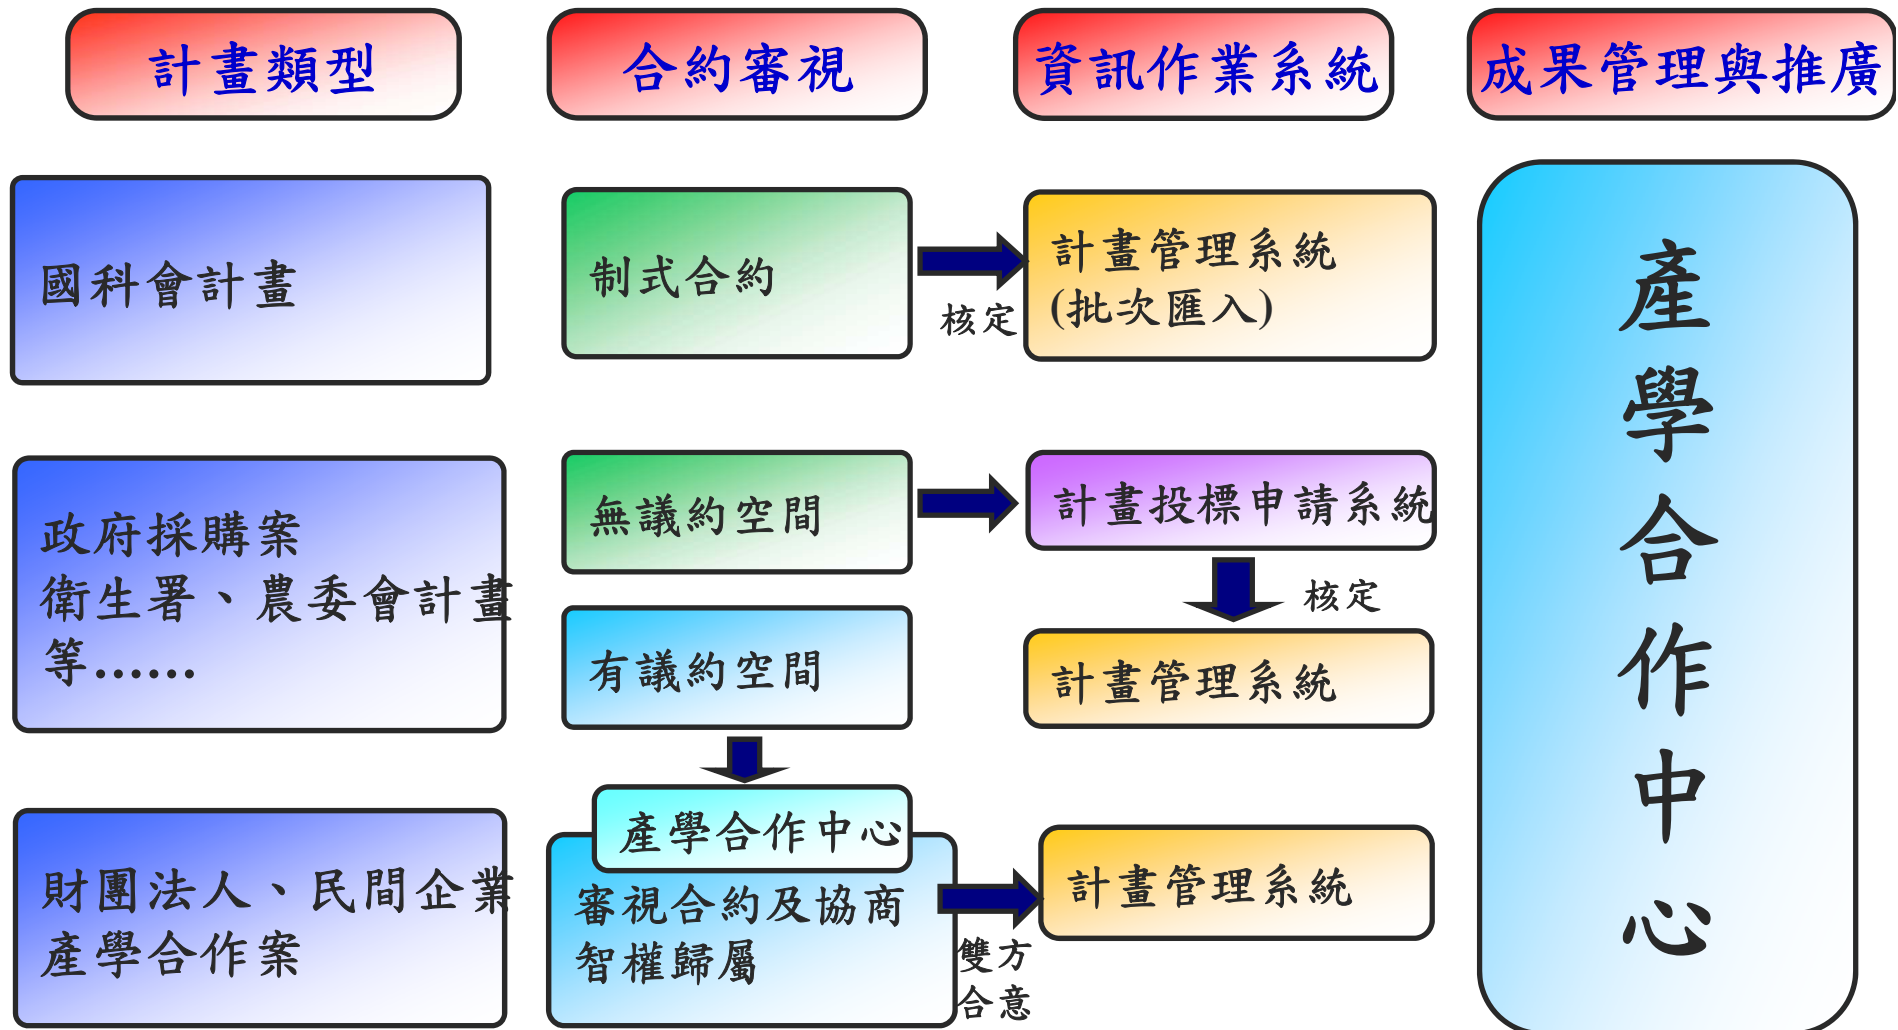 計畫類型
合約審視
資訊作業系統
成果管理與推廣
國科會計畫
制式合約
核定
計畫管理系統
(批次匯入)
政府採購案
衛生署、農委會計畫
等……
無議約空間
計畫投標申請系統
核定
有議約空間
計畫管理系統
財團法人、民間企業
產學合作案
產學合作中心
審視合約及協商
智權歸屬
雙方
合意
計畫管理系統
產學合作中心